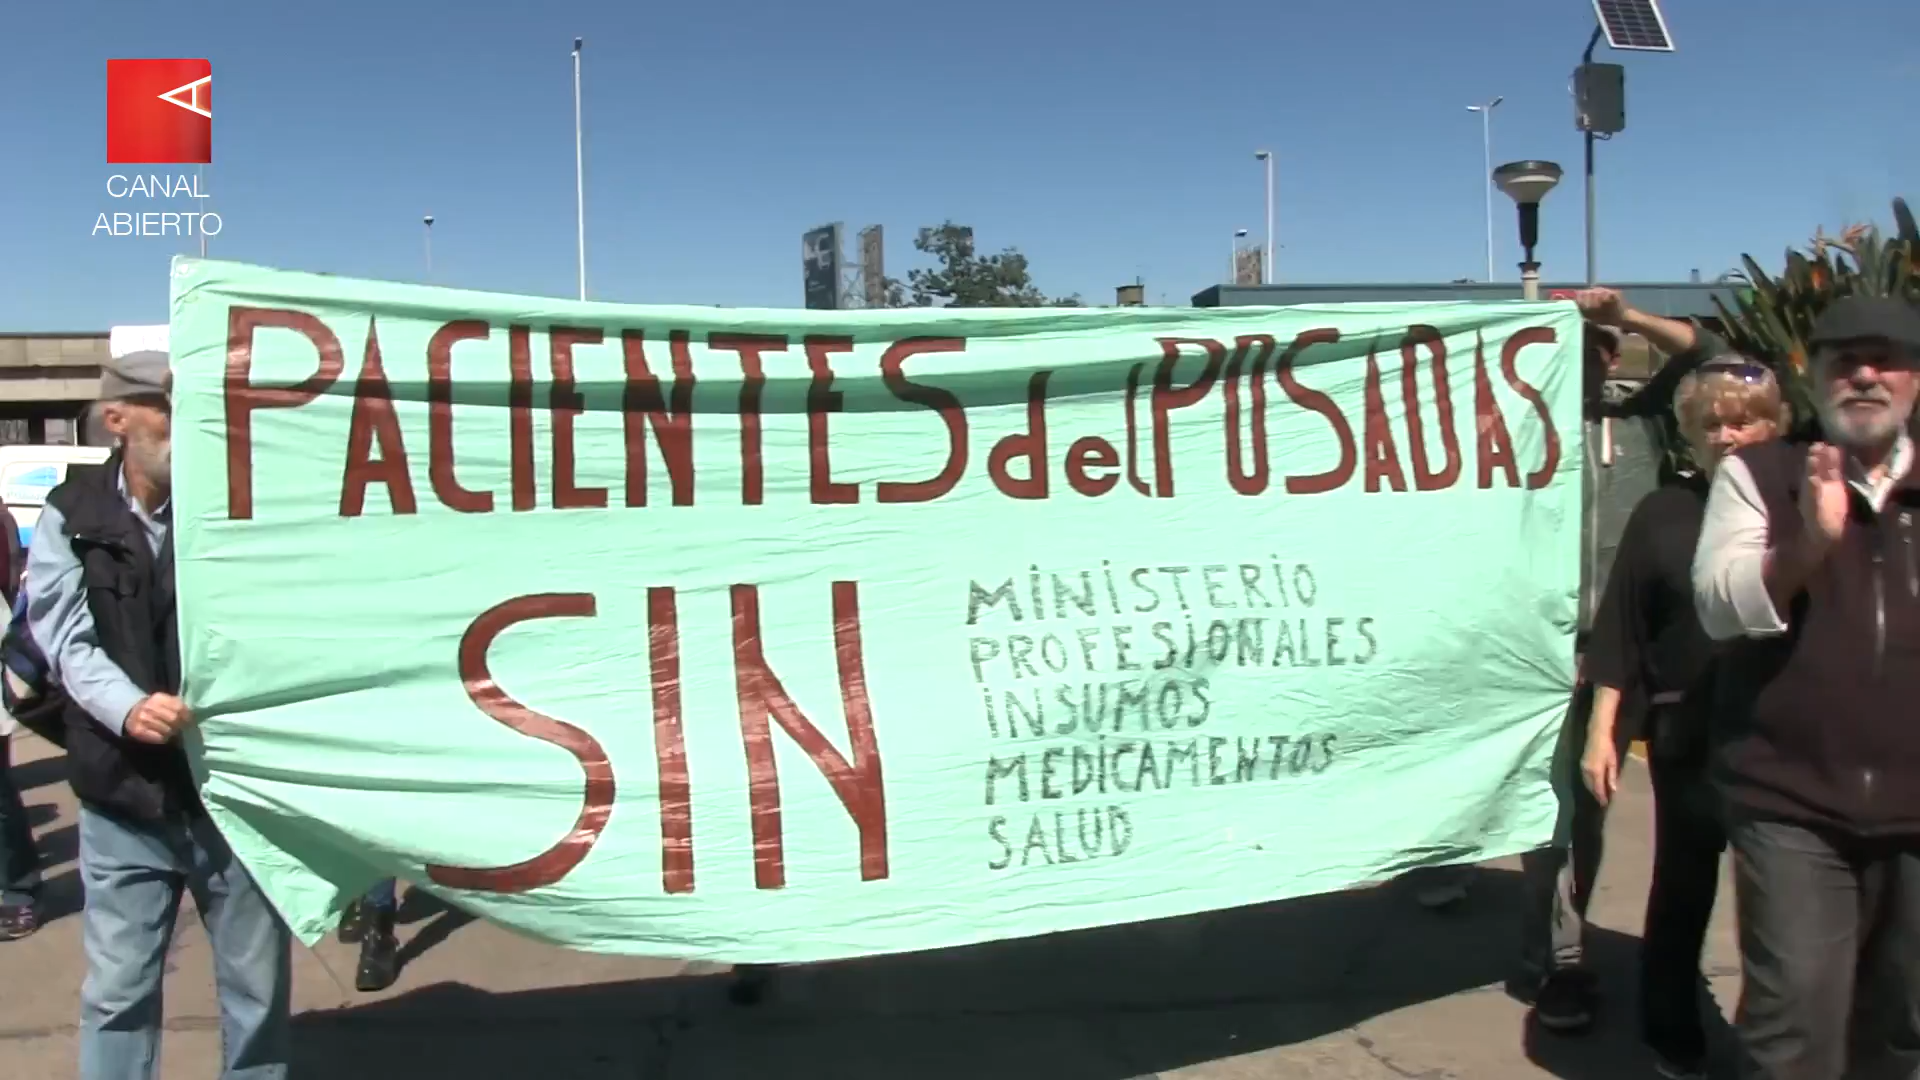 CANAL
ABIERTO
PACIENTES del POSADAS
SIN
MINISTERIO
PROFESIONALES
INSUMOS
MEDICAMENTOS
SALUD